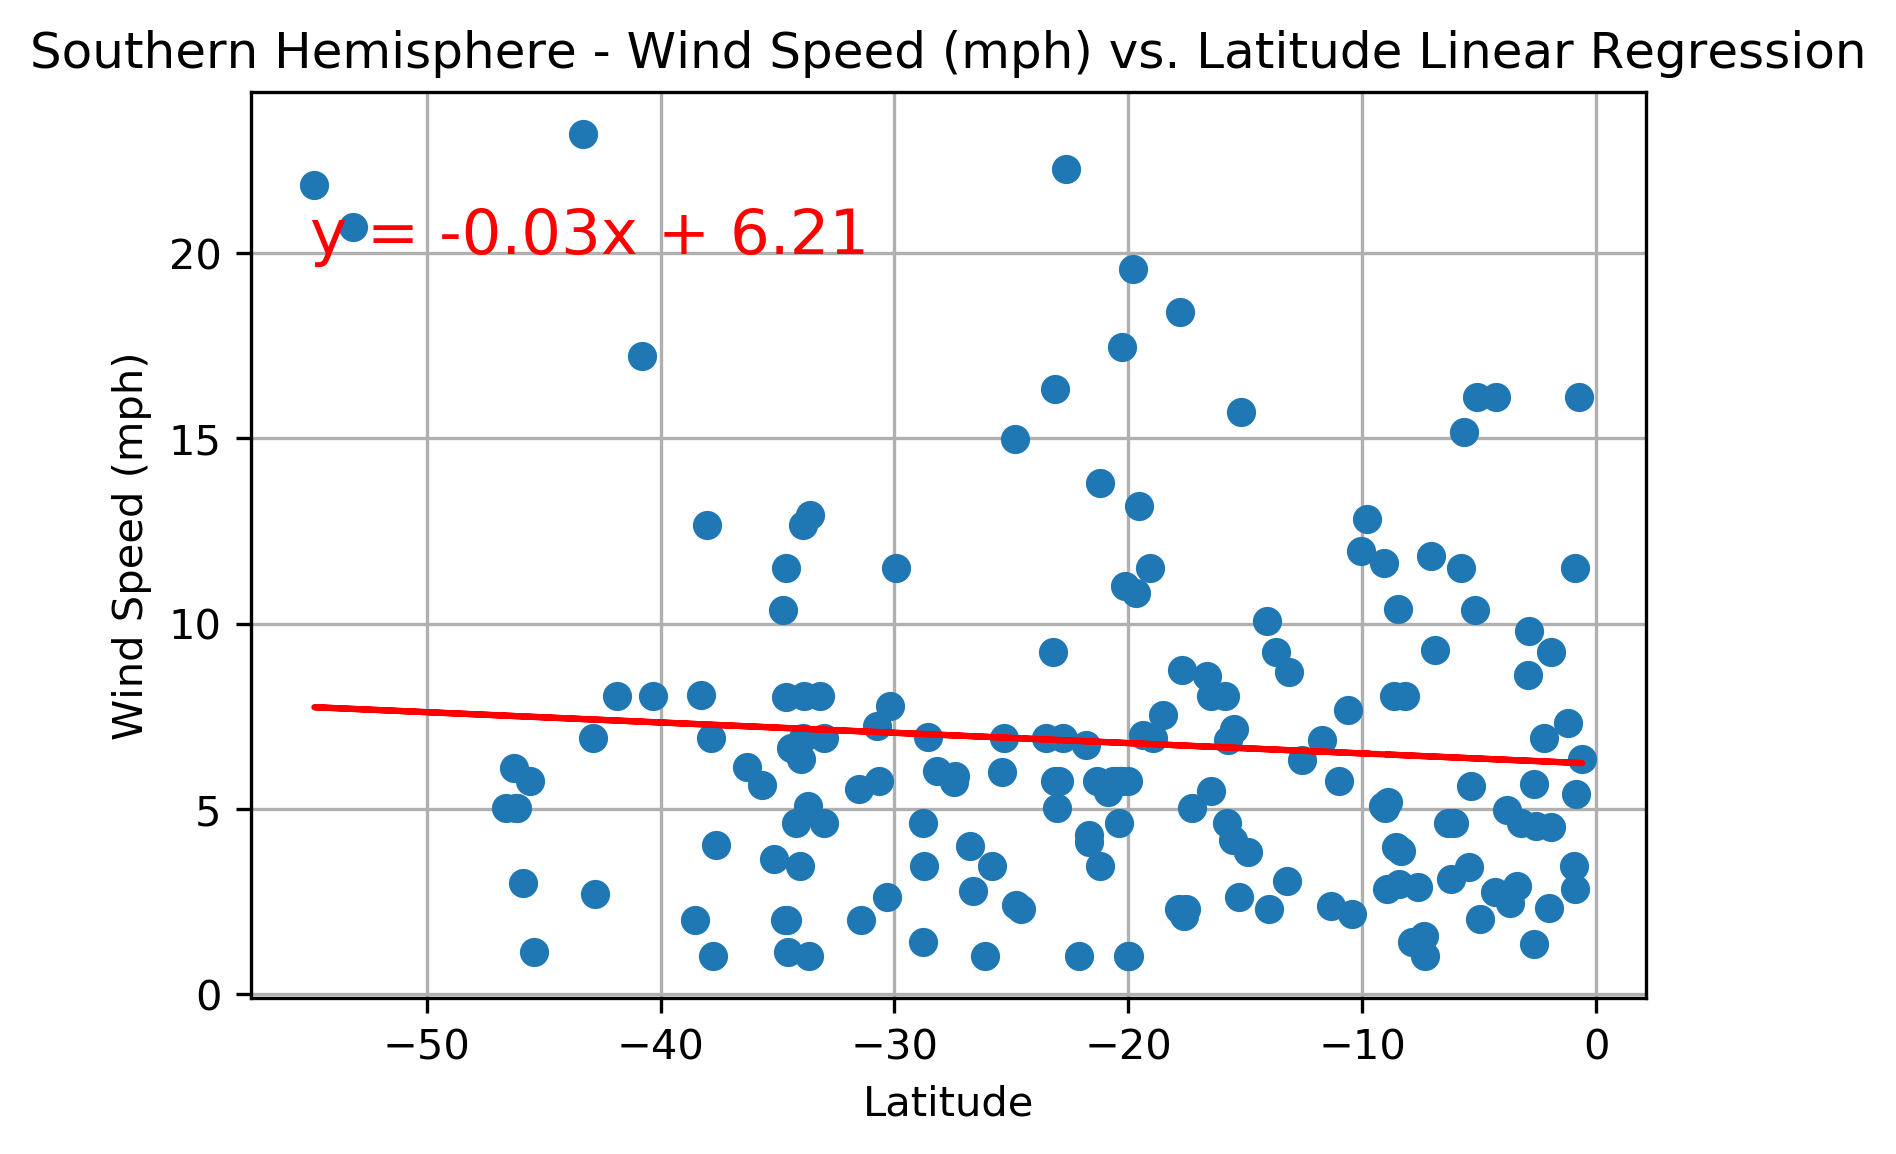 Southern Hemisphere - Wind Speed (mph) vs. Latitude Linear Regression
y = -0.03x + 6.21
Wind Speed (mph)
20
15
10
5
0
−50 −40 −30 −20 −10 0
Latitude